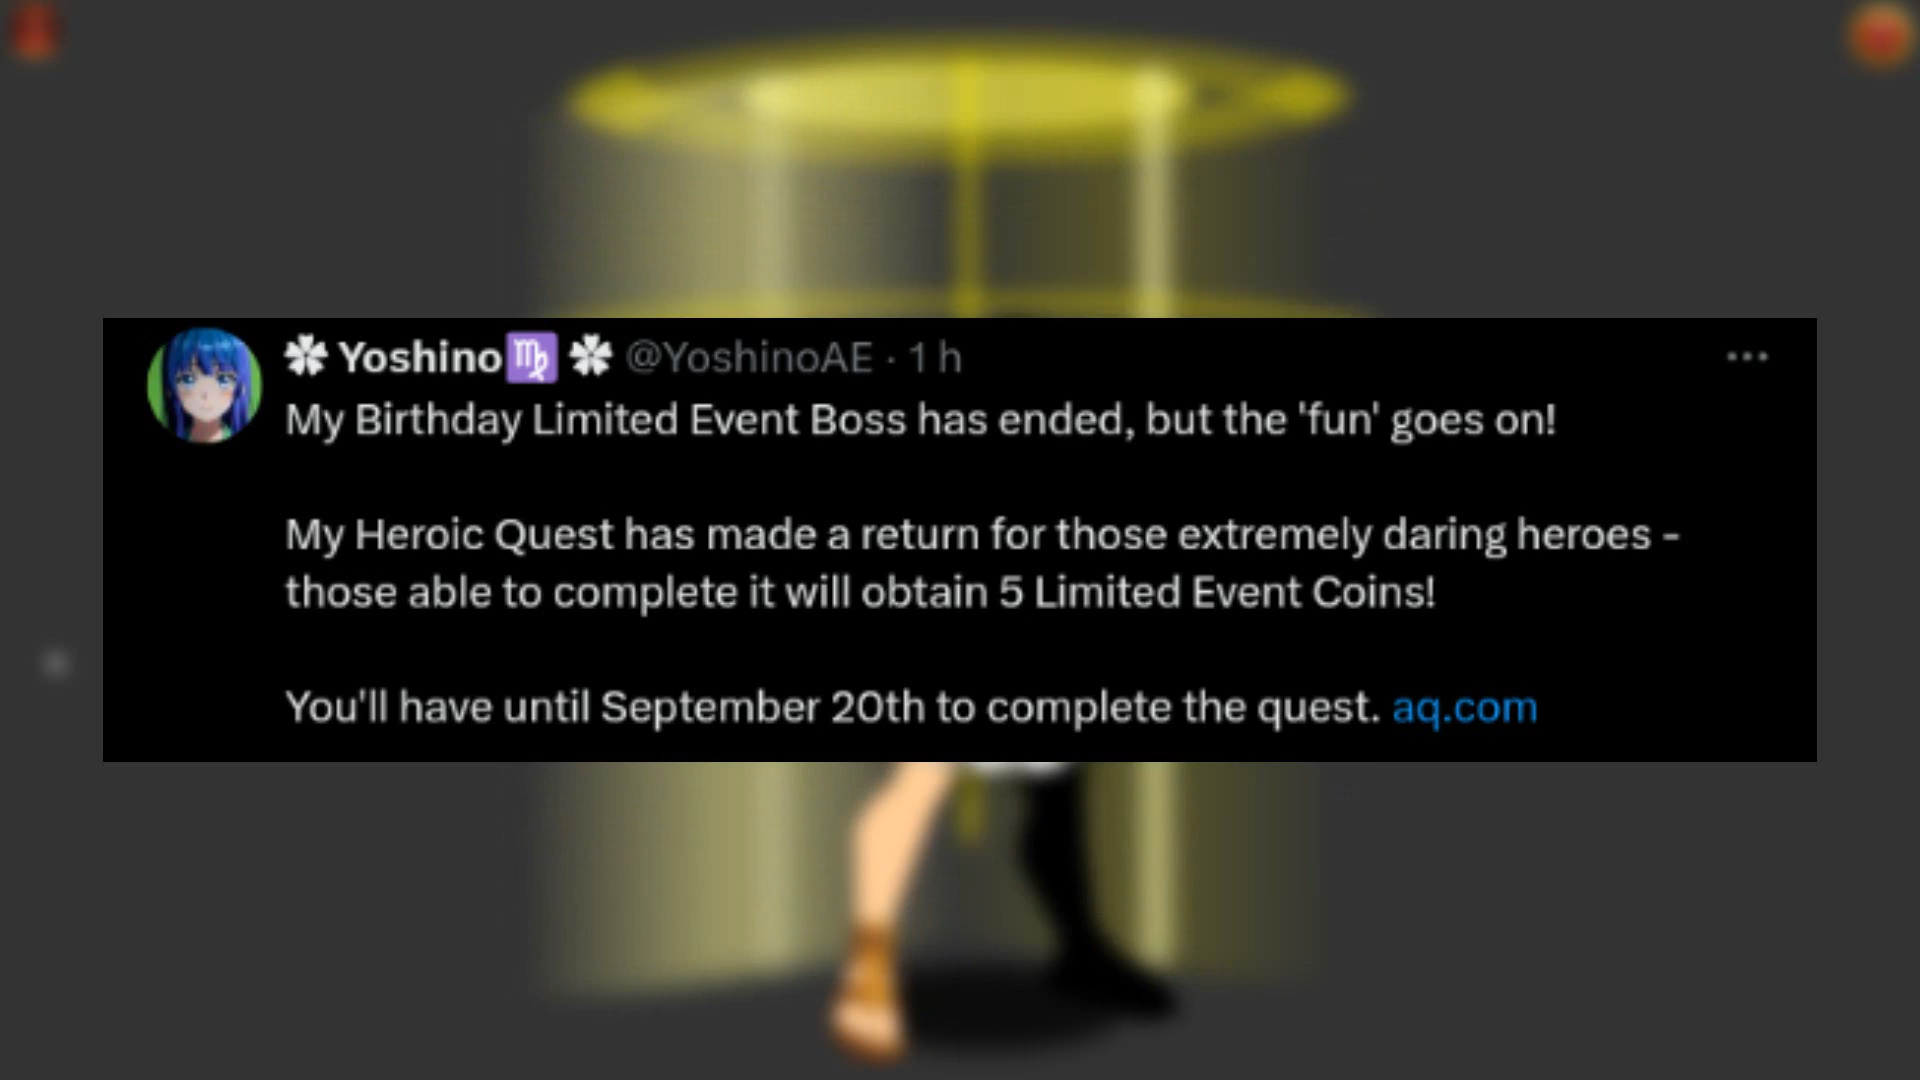 ✽ Yoshino♍ ✽ @YoshinoAE · 1 h
My Birthday Limited Event Boss has ended, but the 'fun' goes on!
My Heroic Quest has made a return for those extremely daring heroes -
those able to complete it will obtain 5 Limited Event Coins!
You'll have until September 20th to complete the quest. aq.com